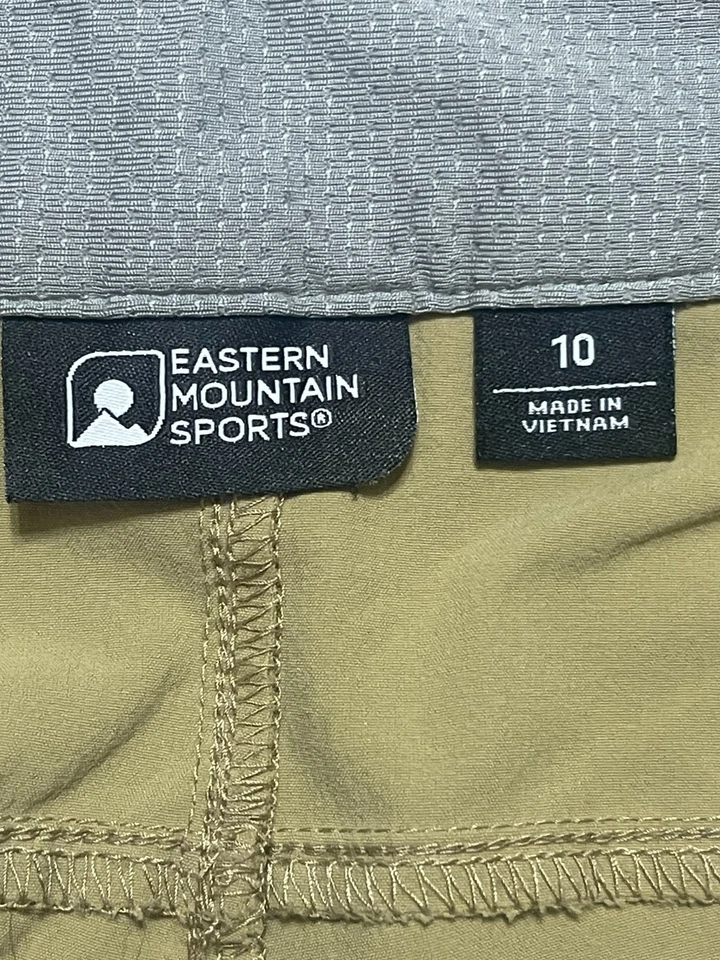 EASTERN
MOUNTAIN
SPORTS®
10
MADE IN
VIETNAM